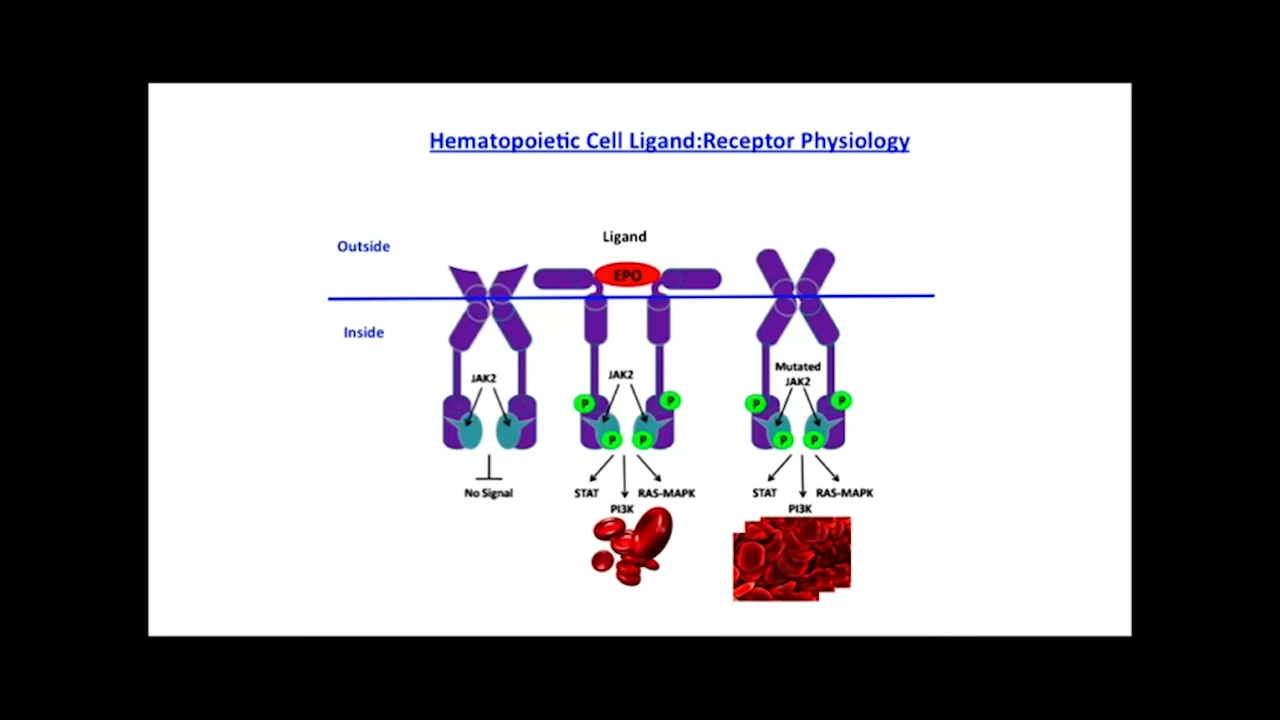 Hematopoietic Cell Ligand:Receptor Physiology
Outside
Ligand
EPO
Inside
JAK2
No Signal
JAK2
P
P
P
P
STAT
PI3K
RAS-MAPK
Mutated
JAK2
P
P
P
P
STAT
PI3K
RAS-MAPK